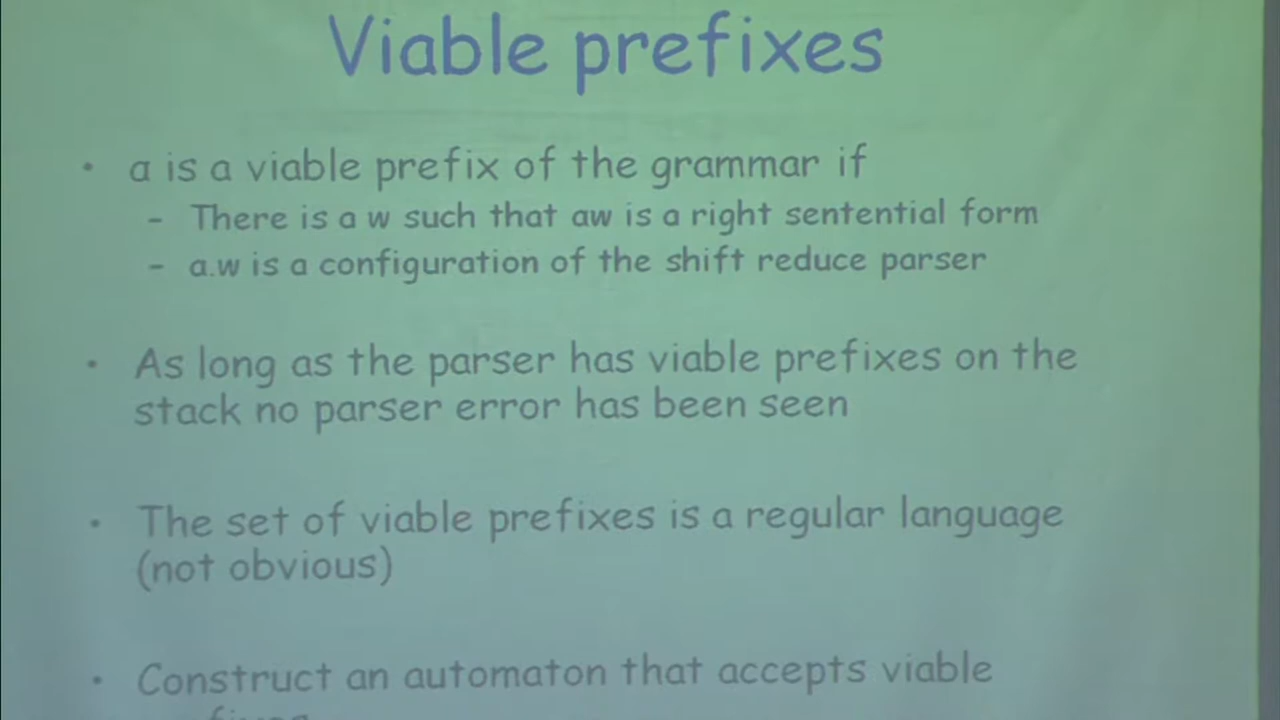 Viable prefixes
• α is a viable prefix of the grammar if
– There is a w such that αw is a right sentential form
– α.w is a configuration of the shift reduce parser
• As long as the parser has viable prefixes on the
stack no parser error has been seen
• The set of viable prefixes is a regular language
(not obvious)
• Construct an automaton that accepts viable